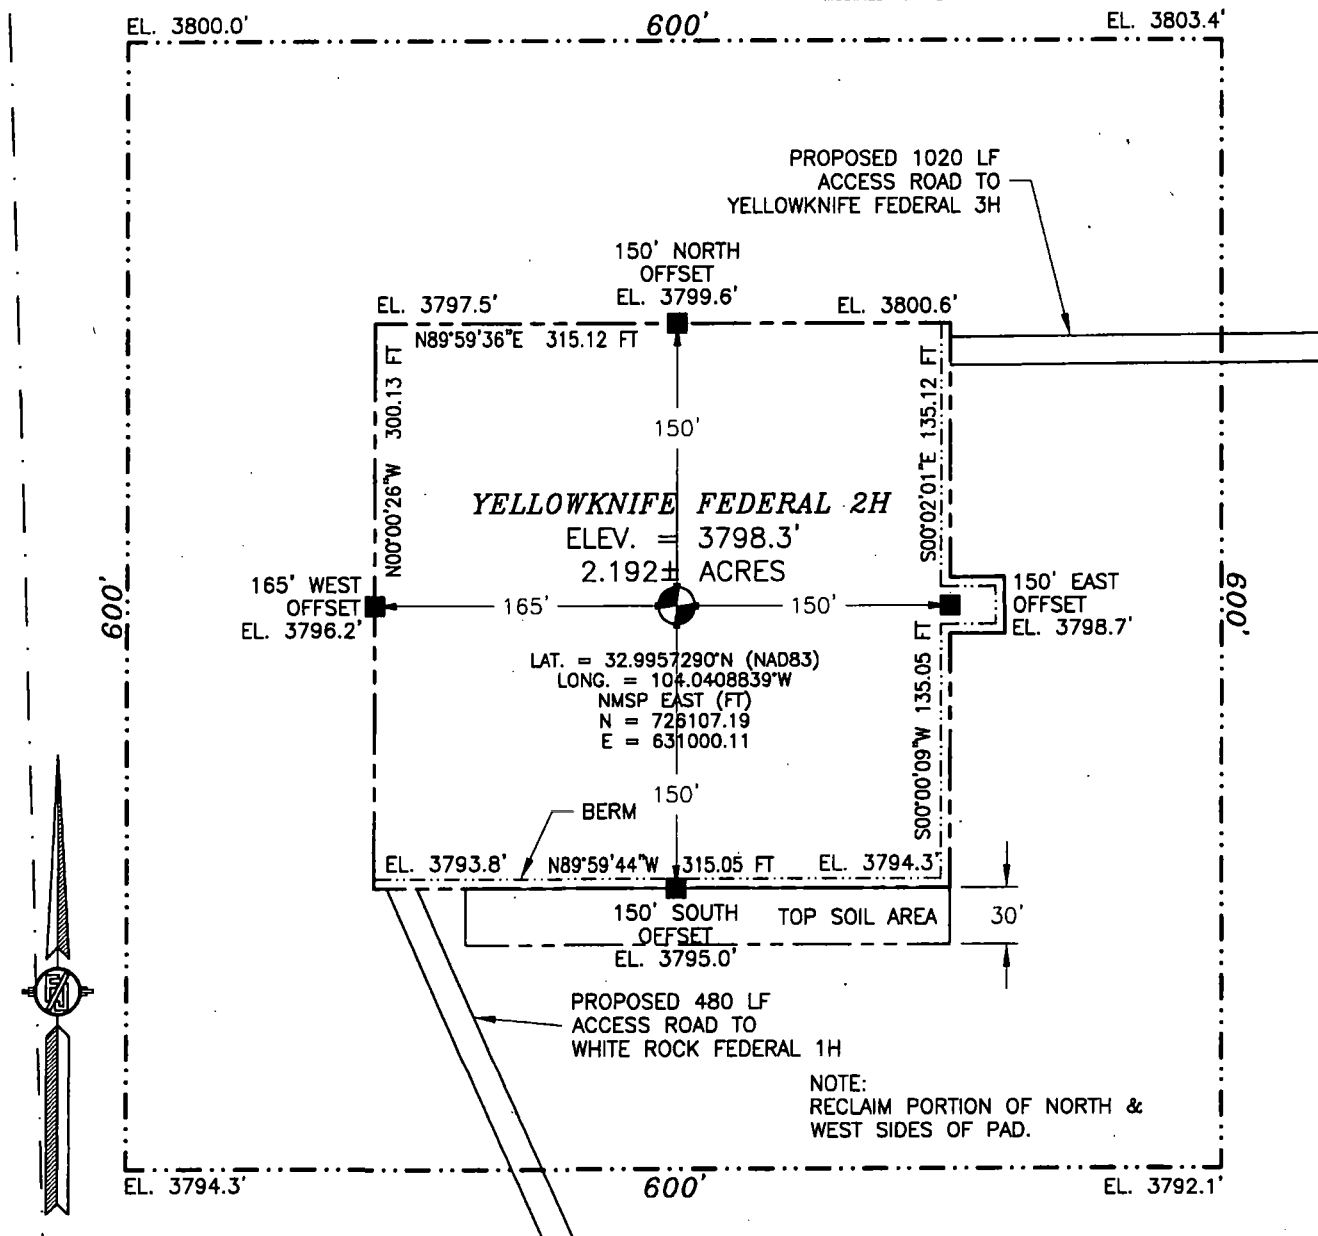 EL. 3800.0'
600'
EL. 3803.4'
PROPOSED 1020 LF
ACCESS ROAD TO
YELLOWKNIFE FEDERAL 3H
150' NORTH
OFFSET
EL. 3799.6'
EL. 3797.5'
EL. 3800.6'
N89°59'36"E 315.12 FT
N00°00'26"W 300.13 FT
S00°02'01"E 135.12 FT
150'
YELLOWKNIFE FEDERAL 2H
ELEV. = 3798.3'
2.192± ACRES
600'
165' WEST
OFFSET
EL. 3796.2'
165'
150'
150' EAST
OFFSET
EL. 3798.7'
600'
LAT. = 32.9957290°N (NAD83)
LONG. = 104.0408839°W
NMSP EAST (FT)
N = 726107.19
E = 631000.11
S00°00'09"W 135.05 FT
150'
BERM
EL. 3793.8'
N89°59'44"W 315.05 FT
EL. 3794.3'
150' SOUTH
OFFSET
EL. 3795.0'
TOP SOIL AREA
30'
PROPOSED 480 LF
ACCESS ROAD TO
WHITE ROCK FEDERAL 1H
NOTE:
RECLAIM PORTION OF NORTH &
WEST SIDES OF PAD.
EL. 3794.3'
600'
EL. 3792.1'